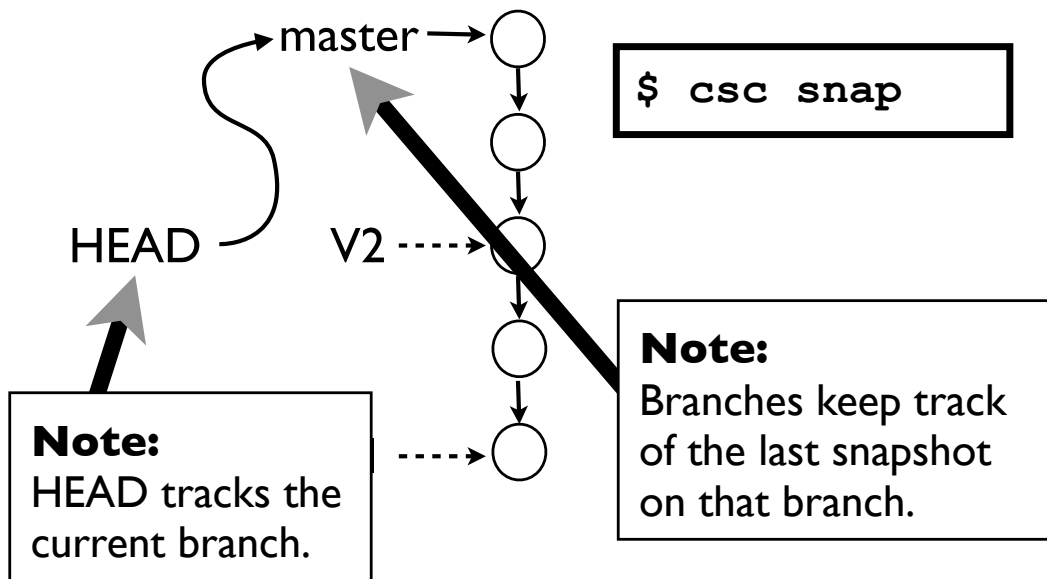 master
$ csc snap
HEAD
V2
Note:
Branches keep track
of the last snapshot
on that branch.
Note:
HEAD tracks the
current branch.